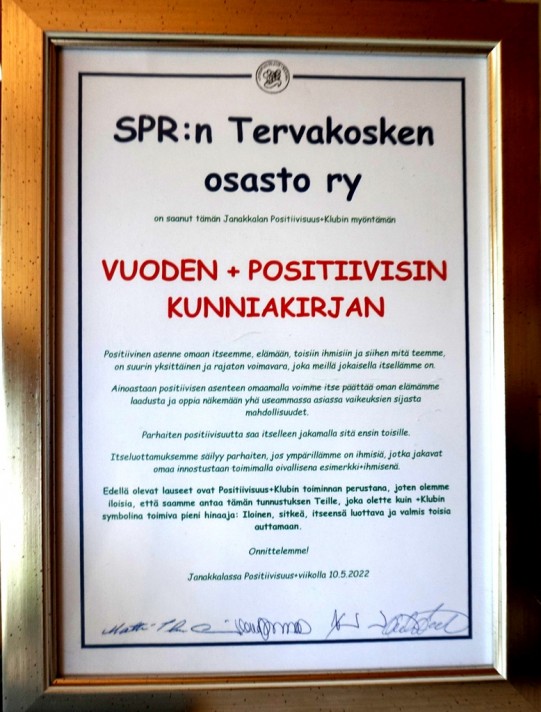 SPR:n Tervakosken
osasto ry
on saanut tämän Janakkalan Positiivisuus+Klubin myöntämän
VUODEN + POSITIIVISIN
KUNNIAKIRJAN
Positiivinen asenne omaan itseemme, elämään, toisiin ihmisiin ja siihen mitä teemme,
on suurin yksittäinen ja rajaton voimavara, joka meillä jokaisella itsellämme on.
Ainoastaan positiivisen asenteen omaamalla voimme itse päättää oman elämämme
laadusta ja oppia näkemään yhä useammassa asiassa vaikeuksien sijasta
mahdollisuudet.
Parhaiten positiivisuutta saa itselleen jakamalla sitä ensin toisille.
Itseluottamuksemme säilyy parhaiten, jos ympärillämme on ihmisiä, jotka jakavat
omaa innostustaan toimimalla oivallisena esimerkki+ihmisenä.
Edellä olevat lauseet ovat Positiivisuus+Klubin toiminnan perustana, joten olemme
iloisia, että saamme antaa tämän tunnustuksen Teille, joka olette kuin +Klubin
symbolina toimiva pieni hinaaja: Iloinen, sitkeä, itseensä luottava ja valmis toisia
auttamaan.
Onnittelemme!
Janakkalassa Positiivisuus+viikolla 10.5.2022